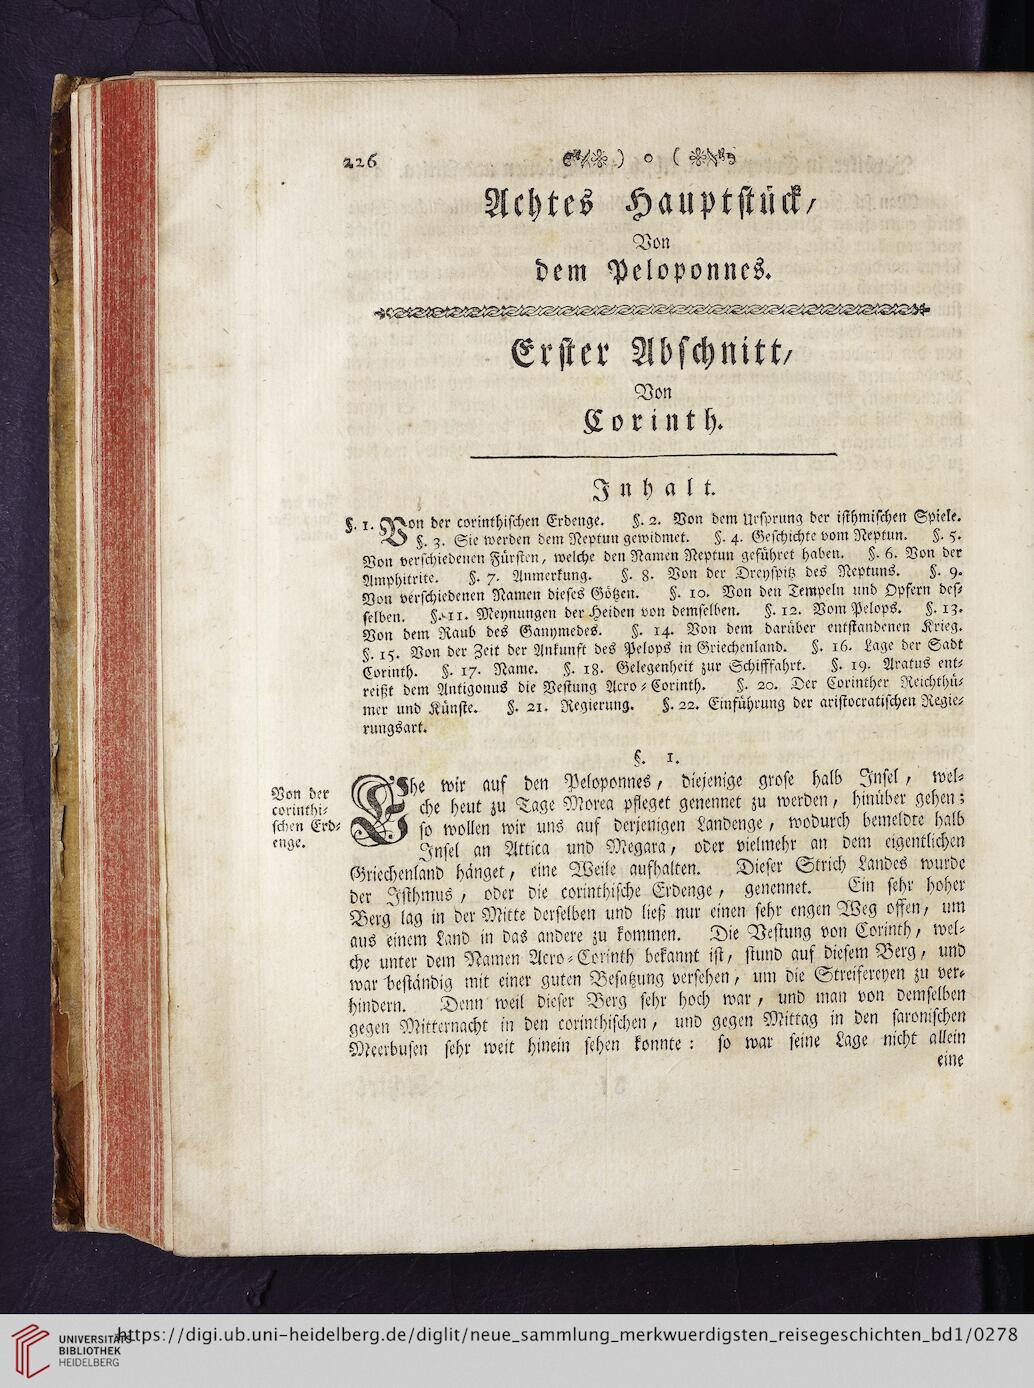 226 ) o (
Achtes Hauptstück,
Von
dem Peloponnes.
Erster Abschnitt,
Von
Corinth.
Inhalt.
§. 1. Von der corinthischen Erdenge. §. 2. Von dem Ursprung der isthmischen Spiele.
§. 3. Sie werden dem Neptun gewidmet. §. 4. Geschichte vom Neptun. §. 5.
Von verschiedenen Fürsten, welche den Namen Neptun geführet haben. §. 6. Von der
Amphitrite. §. 7. Anmerkung. §. 8. Von der Dreyspitz des Neptuns. §. 9.
Von verschiedenen Namen dieses Götzen. §. 10. Von den Tempeln und Opfern des-
selben. §. 11. Meynungen der Heiden von demselben. §. 12. Vom Pelops. §. 13.
Von dem Raub des Ganymedes. §. 14. Von dem darüber entstandenen Krieg.
§. 15. Von der Zeit der Ankunft des Pelops in Griechenland. §. 16. Lage der Sadt
Corinth. §. 17. Name. §. 18. Gelegenheit zur Schifffahrt. §. 19. Aratus ent-
reißt dem Antigonus die Vestung Acro-Corinth. §. 20. Der Corinther Reichthü-
mer und Künste. §. 21. Regierung. §. 22. Einführung der aristocratischen Regie-
rungsart.
§. 1.
Von der
corinthi-
schen Erd-
enge.
Ehe wir auf den Peloponnes, diejenige grose halb Insel, wel-
che heut zu Tage Morea pfleget genennet zu werden, hinüber gehen;
so wollen wir uns auf derjenigen Landenge, wodurch bemeldte halb
Insel an Attica und Megara, oder vielmehr an dem eigentlichen
Griechenland hänget, eine Weile aufhalten. Dieser Strich Landes wurde
der Isthmus, oder die corinthische Erdenge, genennet. Ein sehr hoher
Berg lag in der Mitte derselben und ließ nur einen sehr engen Weg offen, um
aus einem Land in das andere zu kommen. Die Vestung von Corinth, wel-
che unter dem Namen Acro-Corinth bekannt ist, stund auf diesem Berg, und
war beständig mit einer guten Besatzung versehen, um die Streifereyen zu ver-
hindern. Denn weil dieser Berg sehr hoch war, und man von demselben
gegen Mitternacht in den corinthischen, und gegen Mittag in den saronischen
Meerbusen sehr weit hinein sehen konnte: so war seine Lage nicht allein
eine
UNIVERSITÄTS-
BIBLIOTHEK
HEIDELBERG
https://digi.ub.uni-heidelberg.de/diglit/neue_sammlung_merkwuerdigsten_reisegeschichten_bd1/0278